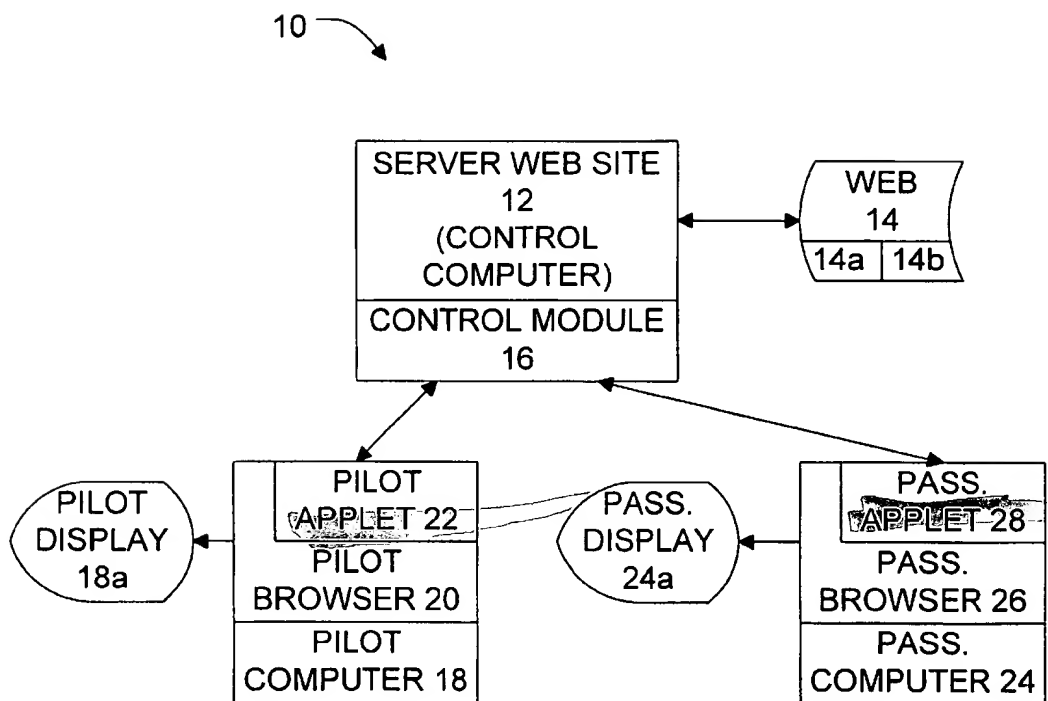 10
SERVER WEB SITE
12
(CONTROL
COMPUTER)
CONTROL MODULE
16
WEB
14
14a 14b
PILOT
DISPLAY
18a
PILOT
APPLET 22
PILOT
BROWSER 20
PILOT
COMPUTER 18
PASS.
DISPLAY
24a
PASS.
APPLET 28
PASS.
BROWSER 26
PASS.
COMPUTER 24